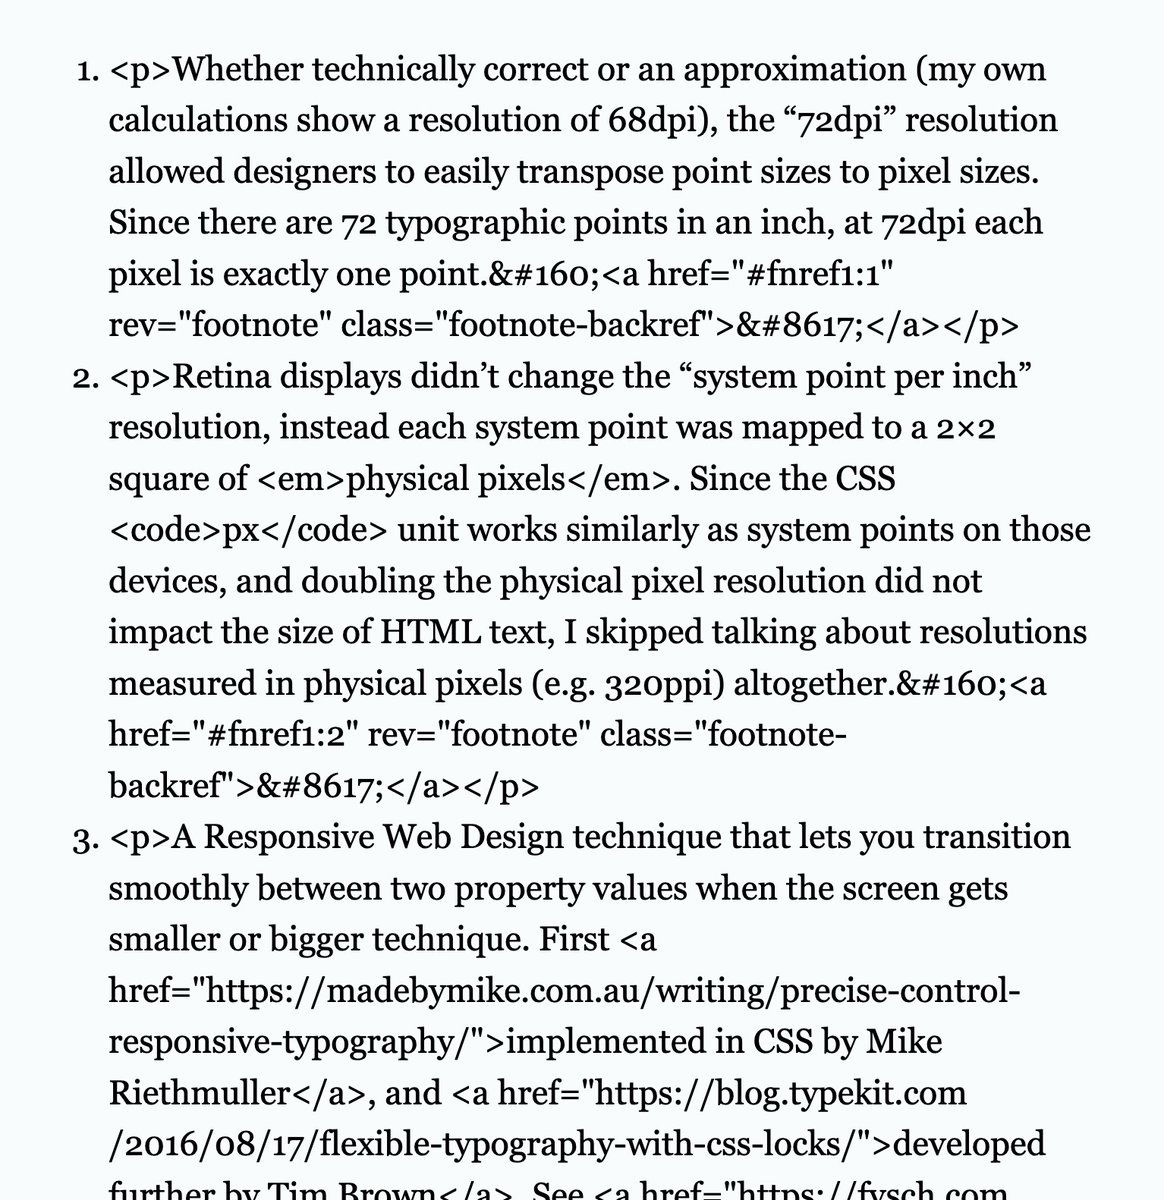 1. <p>Whether technically correct or an approximation (my own
calculations show a resolution of 68dpi), the “72dpi” resolution
allowed designers to easily transpose point sizes to pixel sizes.
Since there are 72 typographic points in an inch, at 72dpi each
pixel is exactly one point.&#160;<a href="#fnref1:1"
rev="footnote" class="footnote-backref">&#8617;</a></p>
2. <p>Retina displays didn’t change the “system point per inch”
resolution, instead each system point was mapped to a 2×2
square of <em>physical pixels</em>. Since the CSS
<code>px</code> unit works similarly as system points on those
devices, and doubling the physical pixel resolution did not
impact the size of HTML text, I skipped talking about resolutions
measured in physical pixels (e.g. 320ppi) altogether.&#160;<a
href="#fnref1:2" rev="footnote" class="footnote-
backref">&#8617;</a></p>
3. <p>A Responsive Web Design technique that lets you transition
smoothly between two property values when the screen gets
smaller or bigger technique. First <a
href="https://madebymike.com.au/writing/precise-control-
responsive-typography/">implemented in CSS by Mike
Riethmuller</a>, and <a href="https://blog.typekit.com
/2016/08/17/flexible-typography-with-css-locks/">developed
further by Tim Brown</a>. See <a href="https://fvsch.com